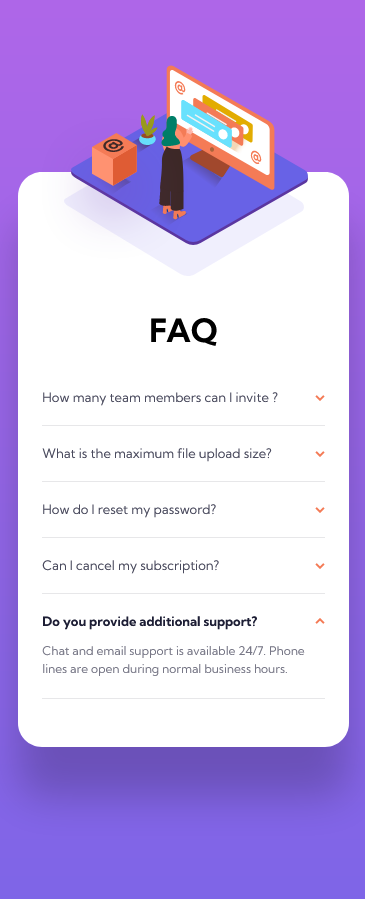 FAQ
How many team members can I invite ?
What is the maximum file upload size?
How do I reset my password?
Can I cancel my subscription?
Do you provide additional support?
Chat and email support is available 24/7. Phone
lines are open during normal business hours.